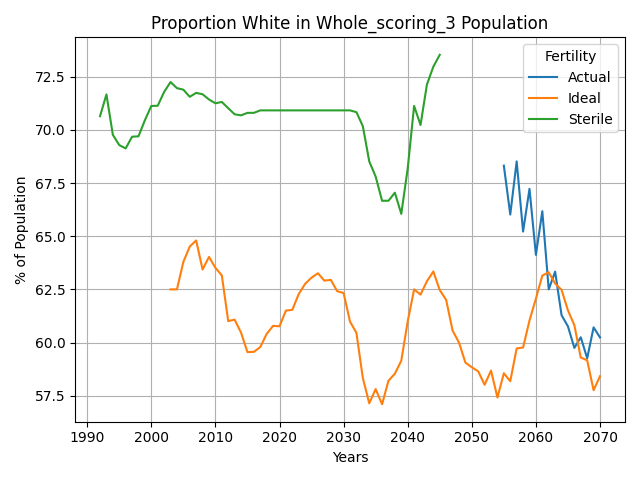 Proportion White in Whole_scoring_3 Population
% of Population
72.5
70.0
67.5
65.0
62.5
60.0
57.5
Fertility
Actual
Ideal
Sterile
1990
2000
2010
2020
2030
2040
2050
2060
2070
Years